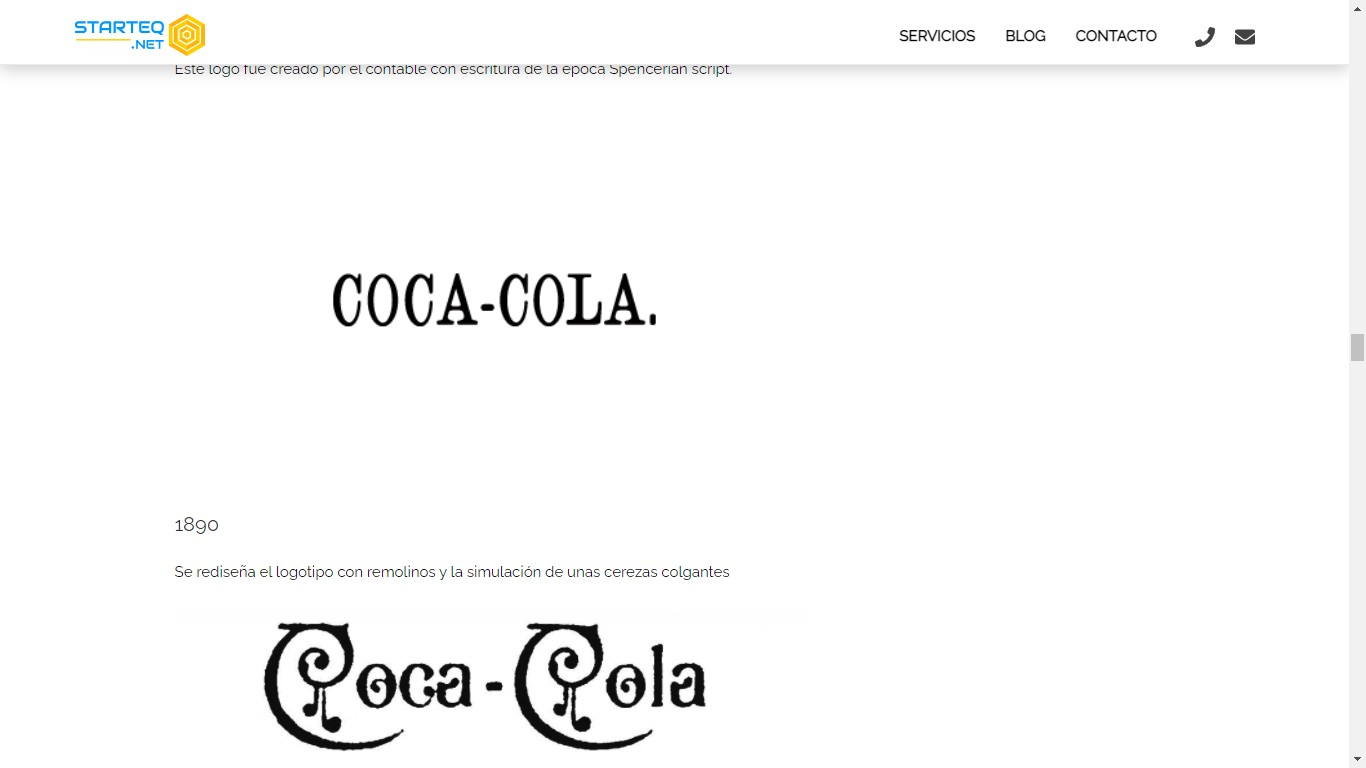 STARTEQ
.NET
SERVICIOS BLOG CONTACTO
Este logo fue creado por el contable con escritura de la época Spencerian script.
COCA-COLA.
1890
Se rediseña el logotipo con remolinos y la simulación de unas cerezas colgantes
Coca-Cola